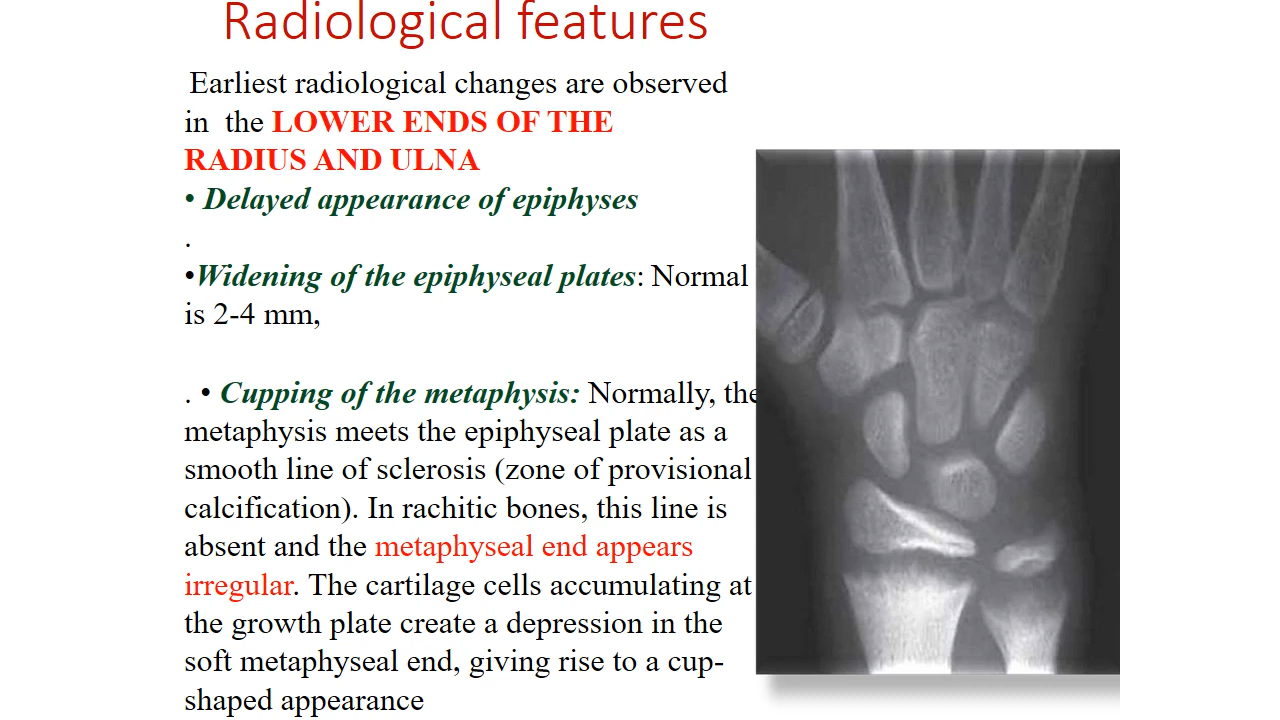 Radiological features
Earliest radiological changes are observed
in the LOWER ENDS OF THE
RADIUS AND ULNA
• Delayed appearance of epiphyses
.
•Widening of the epiphyseal plates: Normal
is 2-4 mm,
. • Cupping of the metaphysis: Normally, the
metaphysis meets the epiphyseal plate as a
smooth line of sclerosis (zone of provisional
calcification). In rachitic bones, this line is
absent and the metaphyseal end appears
irregular. The cartilage cells accumulating at
the growth plate create a depression in the
soft metaphyseal end, giving rise to a cup-
shaped appearance